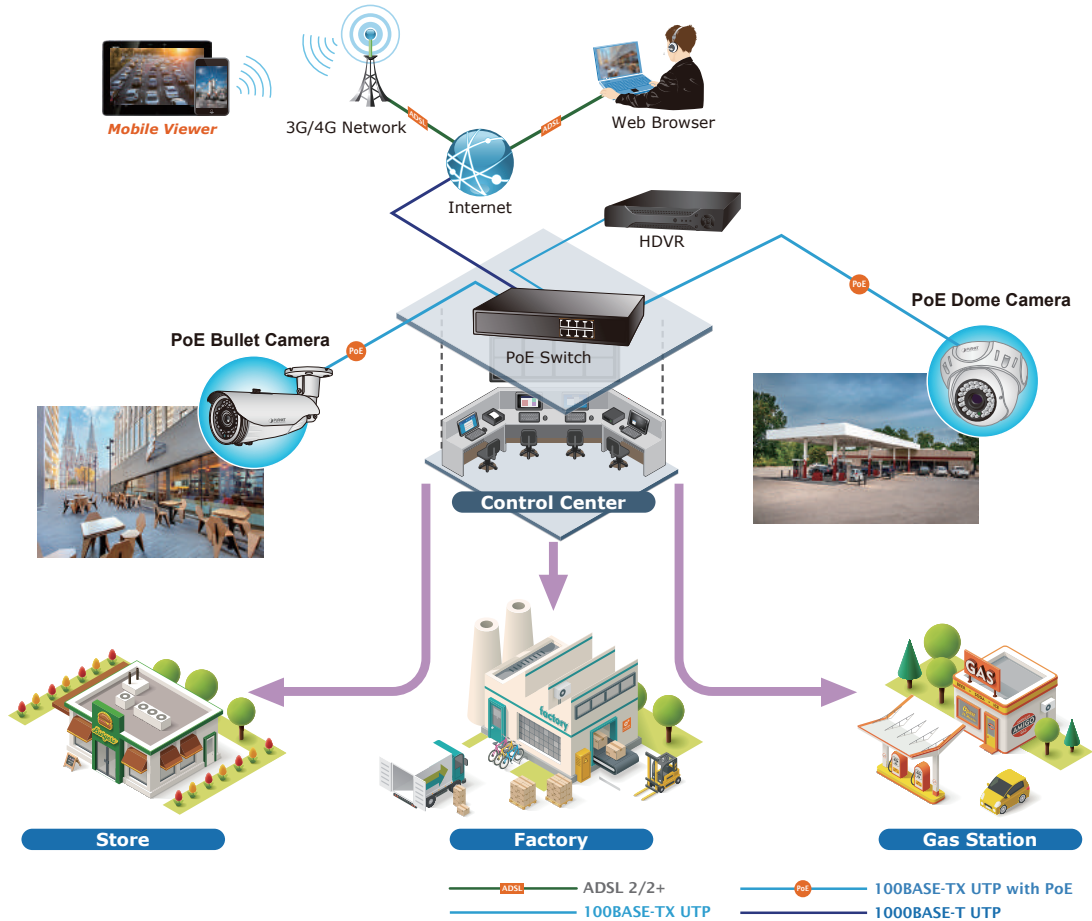 Mobile Viewer
3G/4G Network
ADSL
ADSL
Web Browser
Internet
HDVR
PoE
PoE Dome Camera
PoE Bullet Camera
PoE
PoE Switch
PLANET
Control Center
GAS
AMIGO
factory
Store
Factory
Gas Station
ADSL
ADSL 2/2+
PoE
100BASE-TX UTP with PoE
100BASE-TX UTP
1000BASE-T UTP